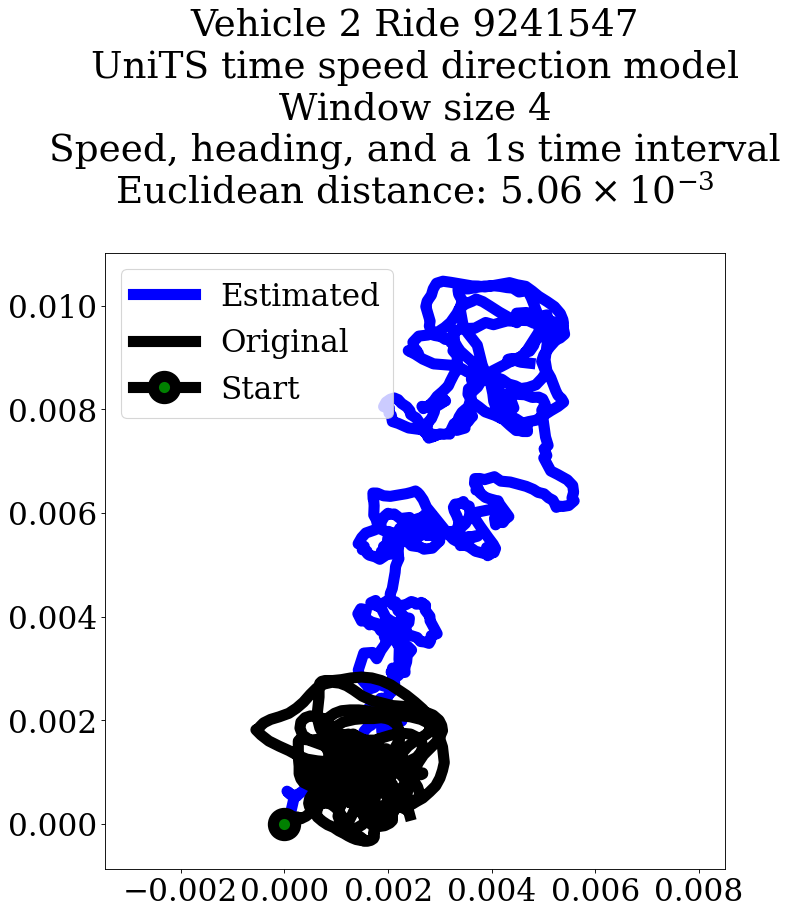 Vehicle 2 Ride 9241547
UniTS time speed direction model
Window size 4
Speed, heading, and a 1s time interval
Euclidean distance: 5.06 × 10⁻³
Estimated
Original
Start
0.010
0.008
0.006
0.004
0.002
0.000
−0.002 0.000 0.002 0.004 0.006 0.008